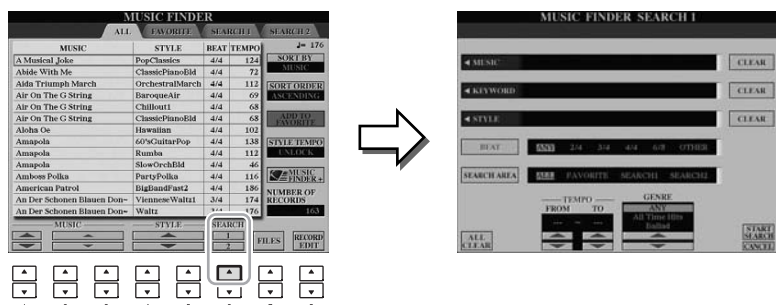 MUSIC FINDER
ALL FAVORITE SEARCH 1 SEARCH 2
MUSIC STYLE BEAT TEMPO
♩= 176
A Musical Joke PopClassics 4/4 124
Abide With Me ClassicPianoBld 4/4 72
Aida Triumph March OrchestralMarch 4/4 112
Air On The G String BaroqueAir 4/4 69
Air On The G String Chillout1 4/4 68
Air On The G String ClassicPianoBld 4/4 68
Aloha Oe Hawaiian 4/4 102
Amapola 60'sGuitarPop 4/4 138
Amapola Rumba 4/4 112
Amapola SlowOrchBld 4/4 46
Amboss Polka PartyPolka 4/4 116
American Patrol BigBandFast2 4/4 186
An Der Schonen Blauen Don- VienneseWaltz1 3/4 174
An Der Schonen Blauen Don- Waltz 3/4 176
SORT BY
MUSIC
SORT ORDER
ASCENDING
ADD TO
FAVORITE
STYLE TEMPO
UNLOCK
MUSIC
FINDER+
NUMBER OF
RECORDS
163
MUSIC STYLE SEARCH
1
2
FILES
RECORD
EDIT
MUSIC FINDER SEARCH 1
MUSIC CLEAR
KEYWORD CLEAR
STYLE CLEAR
BEAT ANY 2/4 3/4 4/4 6/8 OTHER
SEARCH AREA ALL FAVORITE SEARCH1 SEARCH2
TEMPO
FROM TO
--- ~ ---
GENRE
ANY
All Time Hits
Ballad
ALL
CLEAR
START
SEARCH
CANCEL